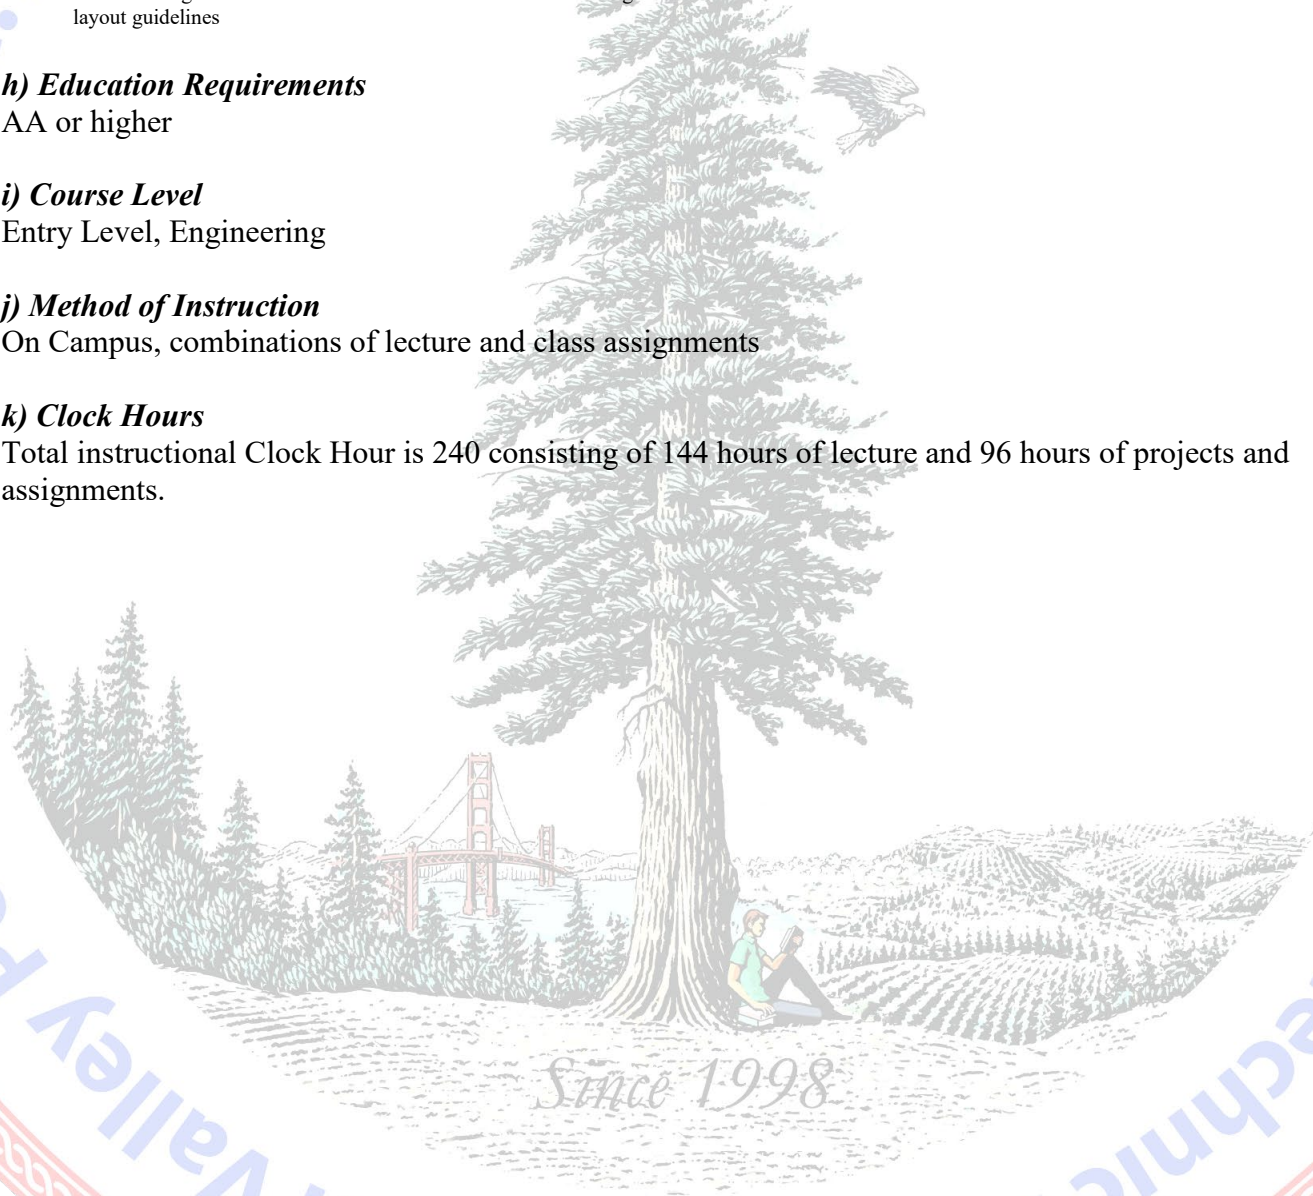 layout guidelines
h) Education Requirements
AA or higher
i) Course Level
Entry Level, Engineering
j) Method of Instruction
On Campus, combinations of lecture and class assignments
k) Clock Hours
Total instructional Clock Hour is 240 consisting of 144 hours of lecture and 96 hours of projects and
assignments.
Since 1998
Valley